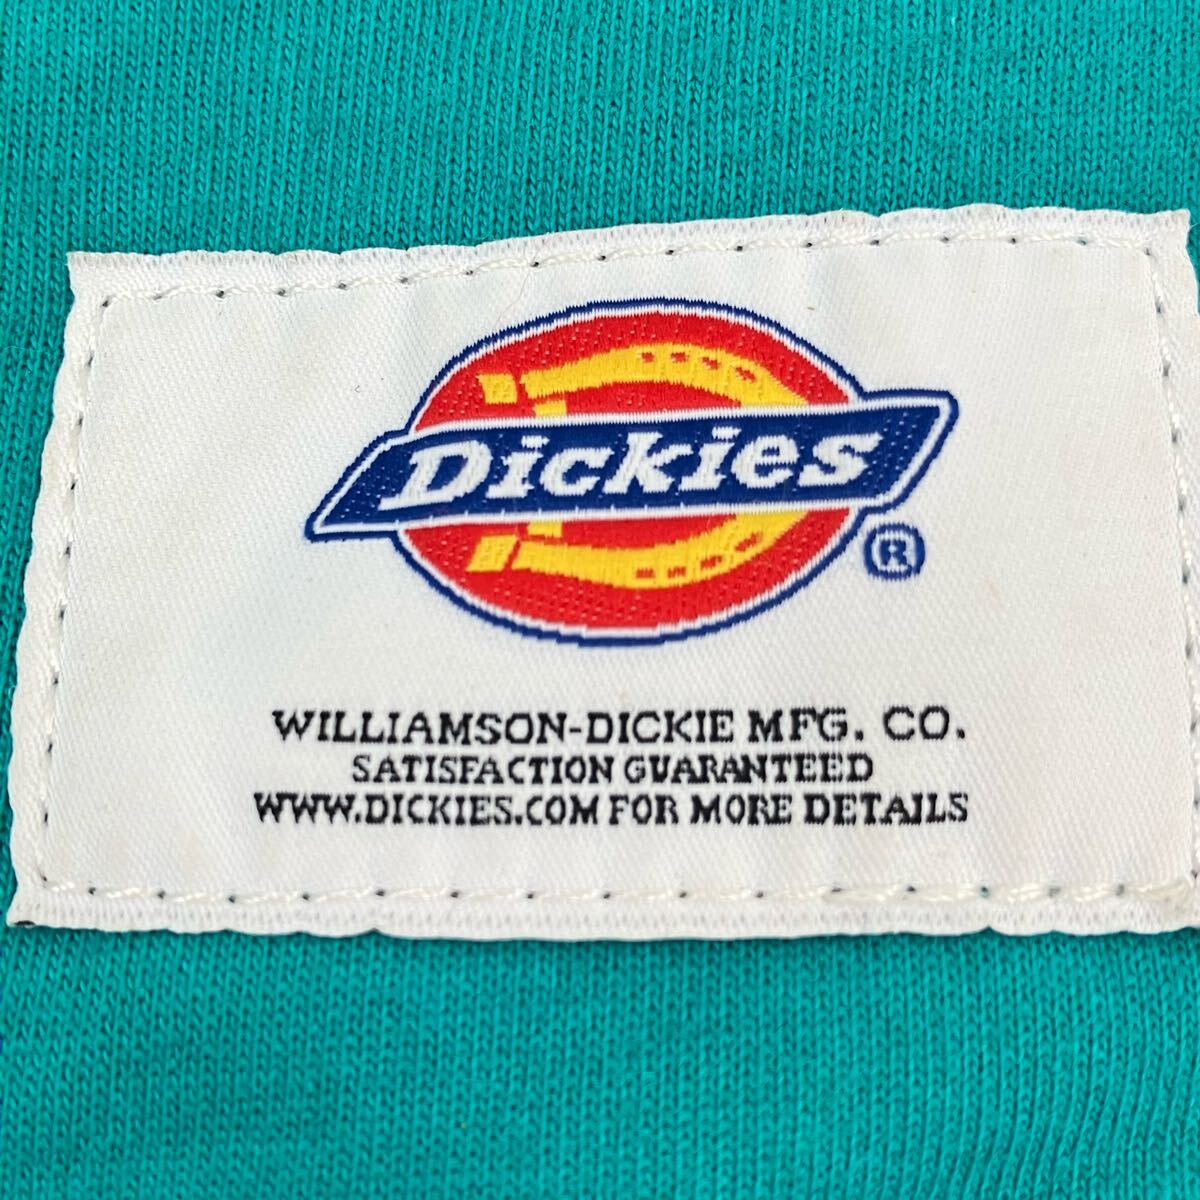 Dickies
®
WILLIAMSON-DICKIE MFG. CO.
SATISFACTION GUARANTEED
WWW.DICKIES.COM FOR MORE DETAILS